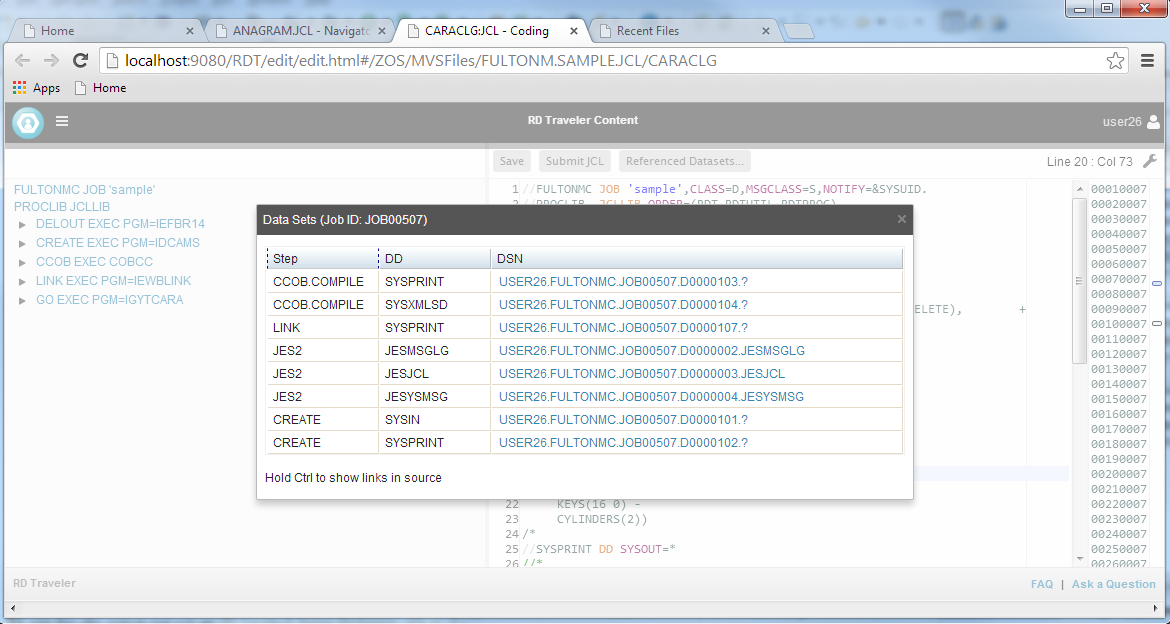 Home
ANAGRAM.JCL - Navigato
CARACLG:JCL - Coding
Recent Files
localhost:9080/RDT/edit/edit.html#/ZOS/MVSFiles/FULTONM.SAMPLE.JCL/CARACLG
Apps Home
RD Traveler Content
user26
Save Submit JCL Referenced Datasets...
Line 20 : Col 73
FULTONMC JOB 'sample'
PROCLIB JCLLIB
DELOUT EXEC PGM=IEFBR14
CREATE EXEC PGM=IDCAMS
CCOB EXEC COBCC
LINK EXEC PGM=IEWBLINK
GO EXEC PGM=IGYTCARA
1 //FULTONMC JOB 'sample',CLASS=D,MSGCLASS=S,NOTIFY=&SYSUID.
2 //PROCLIB JCLLIB ORDER=(RDT.RDTUTIL.RDTPROC)
Data Sets (Job ID: JOB00507)
Step DD DSN
CCOB.COMPILE SYSPRINT USER26.FULTONMC.JOB00507.D0000103.?
CCOB.COMPILE SYSXMLSD USER26.FULTONMC.JOB00507.D0000104.?
LINK SYSPRINT USER26.FULTONMC.JOB00507.D0000107.?
JES2 JESMSGLG USER26.FULTONMC.JOB00507.D0000002.JESMSGLG
JES2 JESJCL USER26.FULTONMC.JOB00507.D0000003.JESJCL
JES2 JESYSMSG USER26.FULTONMC.JOB00507.D0000004.JESYSMSG
CREATE SYSIN USER26.FULTONMC.JOB00507.D0000101.?
CREATE SYSPRINT USER26.FULTONMC.JOB00507.D0000102.?
Hold Ctrl to show links in source
ELETE), +
22 KEYS(16 0) -
23 CYLINDERS(2))
24 /*
25 //SYSPRINT DD SYSOUT=*
26 //*
00010007
00020007
00030007
00040007
00050007
00060007
00070007
00080007
00090007
00100007
00110007
00120007
00130007
00140007
00150007
00160007
00170007
00180007
00190007
00200007
00210007
00220007
00230007
00240007
00250007
00260007
RD Traveler
FAQ | Ask a Question